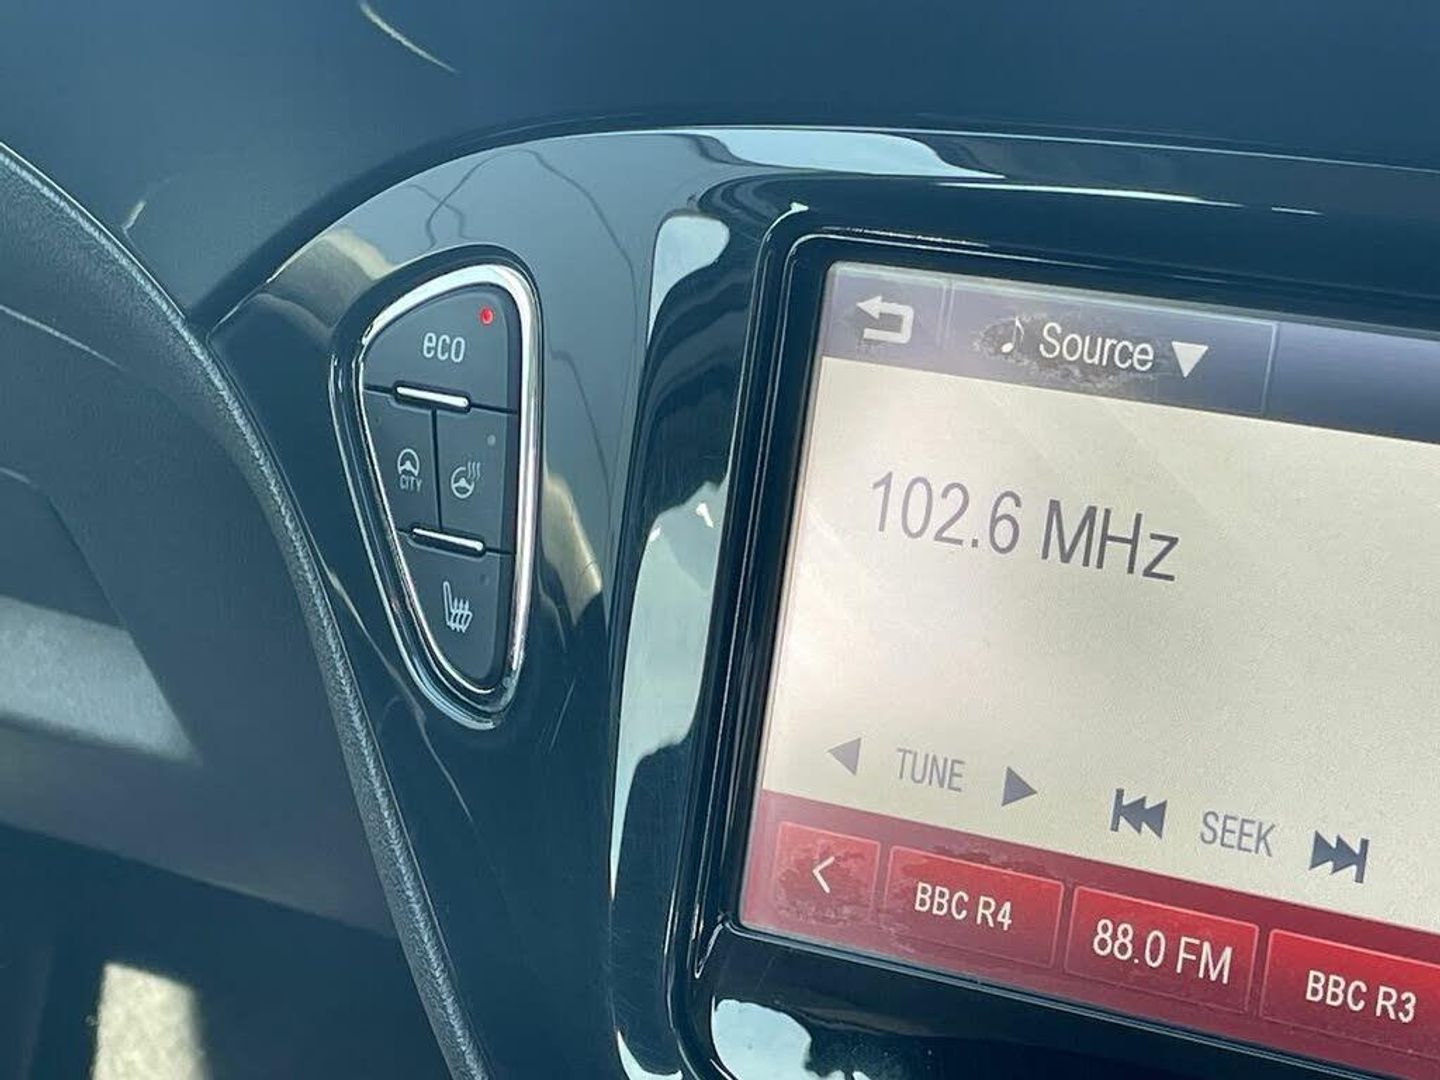 eco
CITY
Source
102.6 MHz
TUNE
SEEK
BBC R4
88.0 FM
BBC R3